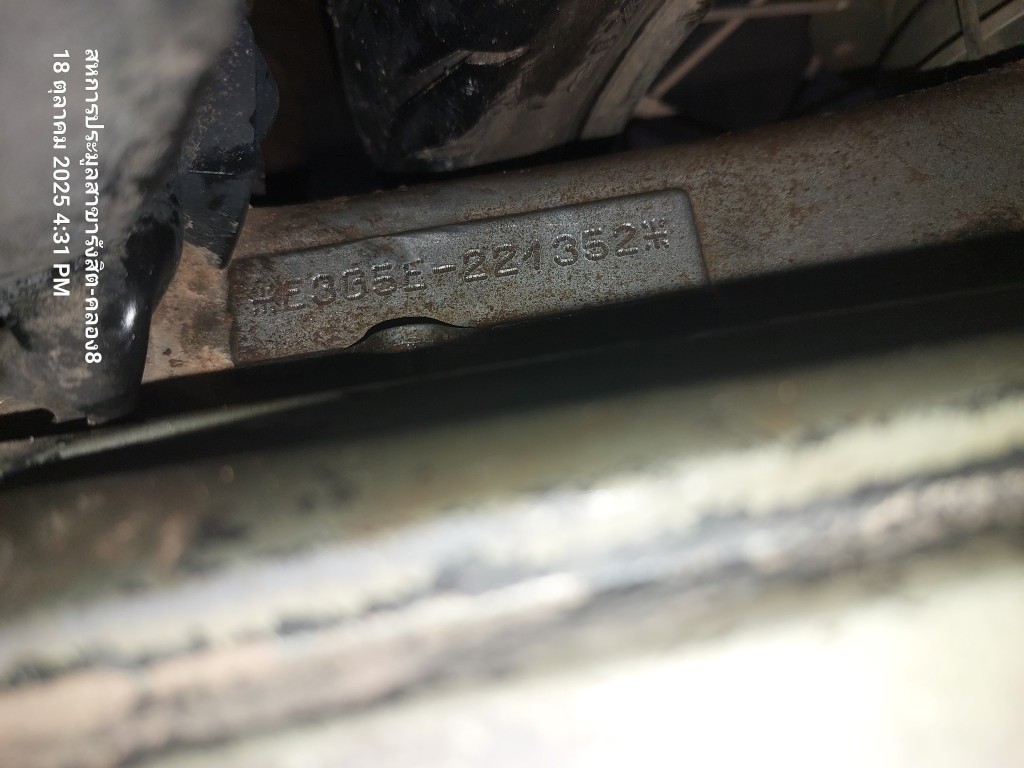 สหการประมูลสาขารังสิต-คลอง8
18 ตุลาคม 2025 4:31 PM
*E3G5E-221352*